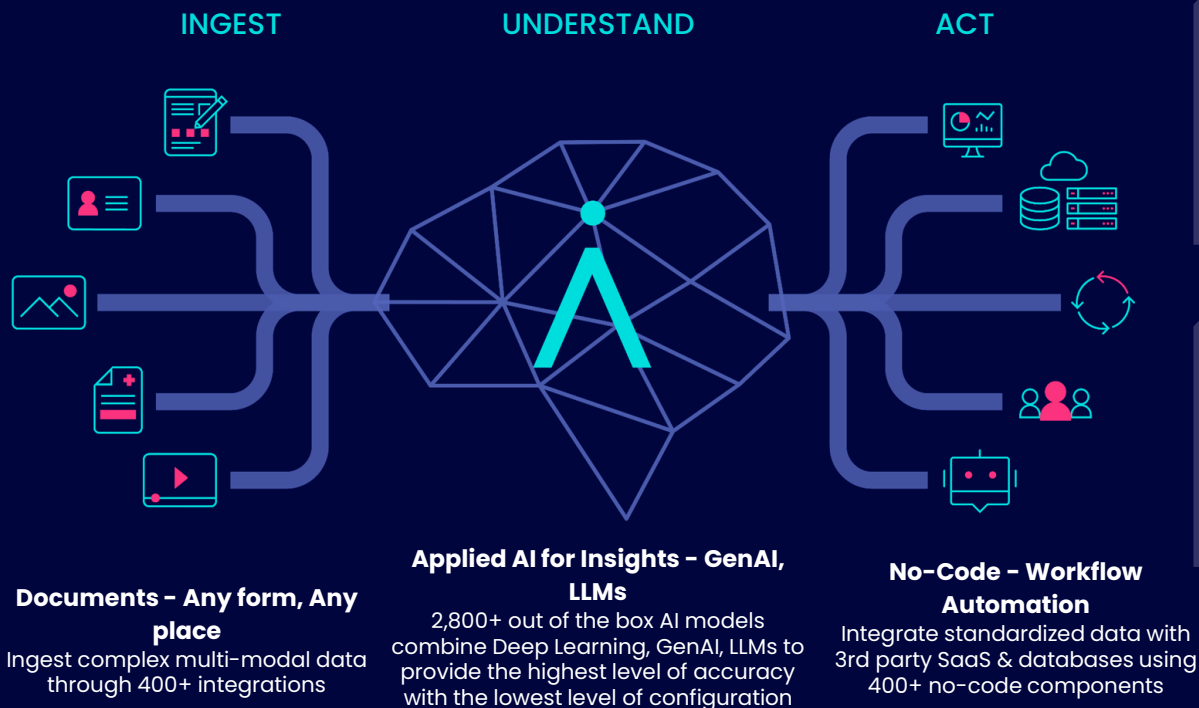 INGEST
UNDERSTAND
ACT
Documents - Any form, Any
place
Ingest complex multi-modal data
through 400+ integrations
Applied AI for Insights - GenAI,
LLMs
2,800+ out of the box AI models
combine Deep Learning, GenAI, LLMs to
provide the highest level of accuracy
with the lowest level of configuration
No-Code - Workflow
Automation
Integrate standardized data with
3rd party SaaS & databases using
400+ no-code components